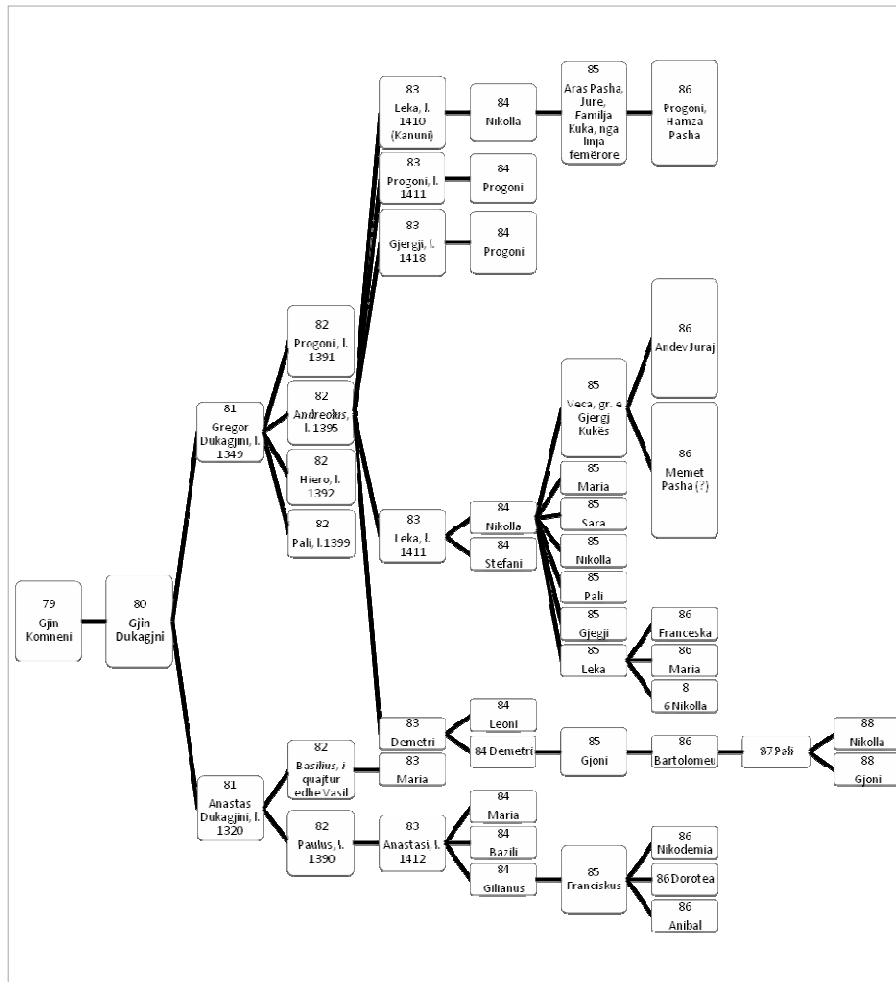 79
Gjin
Komneni
80
Gjin
Dukagjni
81
Gregor
Dukagjini, l.
1349
81
Anastas
Dukagjini, l.
1320
82
Progoni, l.
1391
82
Andreolus,
l. 1395
82
Hiero, l.
1392
82
Pali, l.1399
82
Basilius, i
quajtur
edhe Vasil
82
Paulus, l.
1390
83
Leka, l.
1410
(Kanuni)
83
Progoni, l.
1411
83
Gjergji, l.
1418
83
Leka, l.
1411
83
Demetri
83
Maria
83
Anastasi, l.
1412
84
Nikolla
84
Progoni
84
Progoni
84
Nikolla
84
Stefani
84
Leoni
84 Demetri
84
Maria
84
Bazili
84
Gilianus
85
Aras Pasha,
Jure,
Familja
Kuka, nga
linja
femërore
85
Veca, gr. e
Gjergj
Kukës
85
Maria
85
Sara
85
Nikolla
85
Pali
85
Gjegji
85
Leka
85
Gjoni
85
Franciskus
86
Progoni,
Hamza
Pasha
86
Andev Juraj
86
Memet
Pasha (?)
86
Franceska
86
Maria
8
6 Nikolla
86
Bartolomeu
86
Nikodemia
86 Dorotea
86
Anibal
87 Pali
88
Nikolla
88
Gjoni